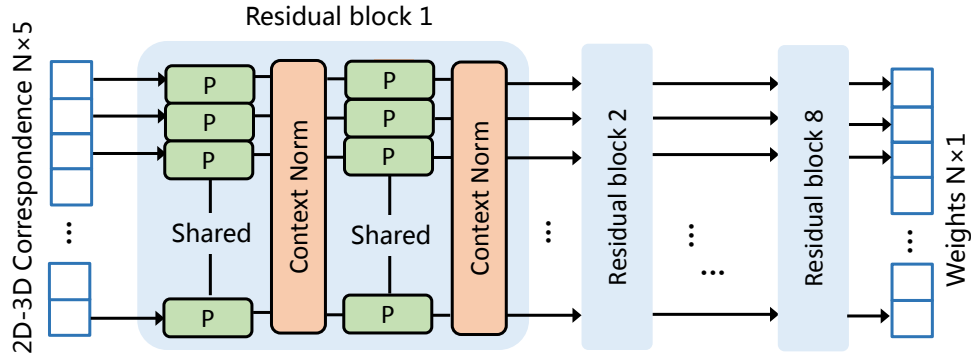 Residual block 1
2D-3D Correspondence N×5
P
P
P
Shared
P
Context Norm
P
P
P
Shared
P
Context Norm
...
Residual block 2
...
...
Residual block 8
...
Weights N×1
...